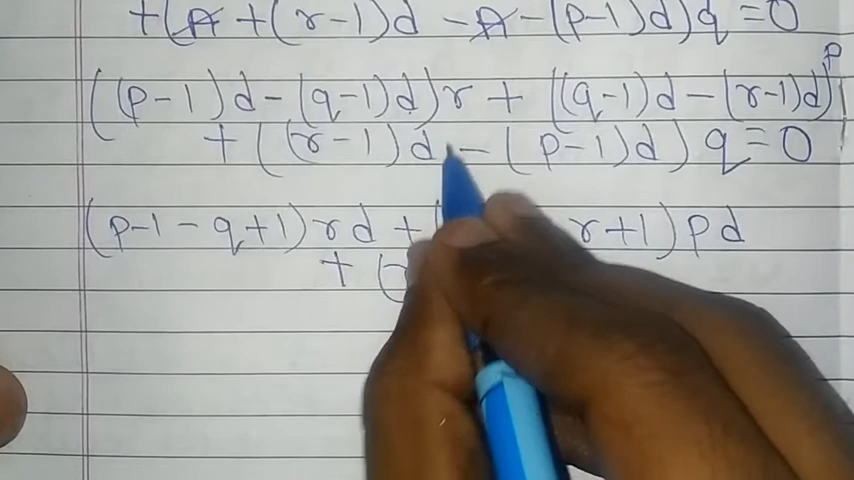 +(A+(r-1)d-A-(p-1)d)q=0
((p-1)d-(q-1)d)r+((q-1)d-(r-1)d)p
+((r-1)d-(p-1)d)q=0
(p-1-q+1)rd+( r+1)pd
+(